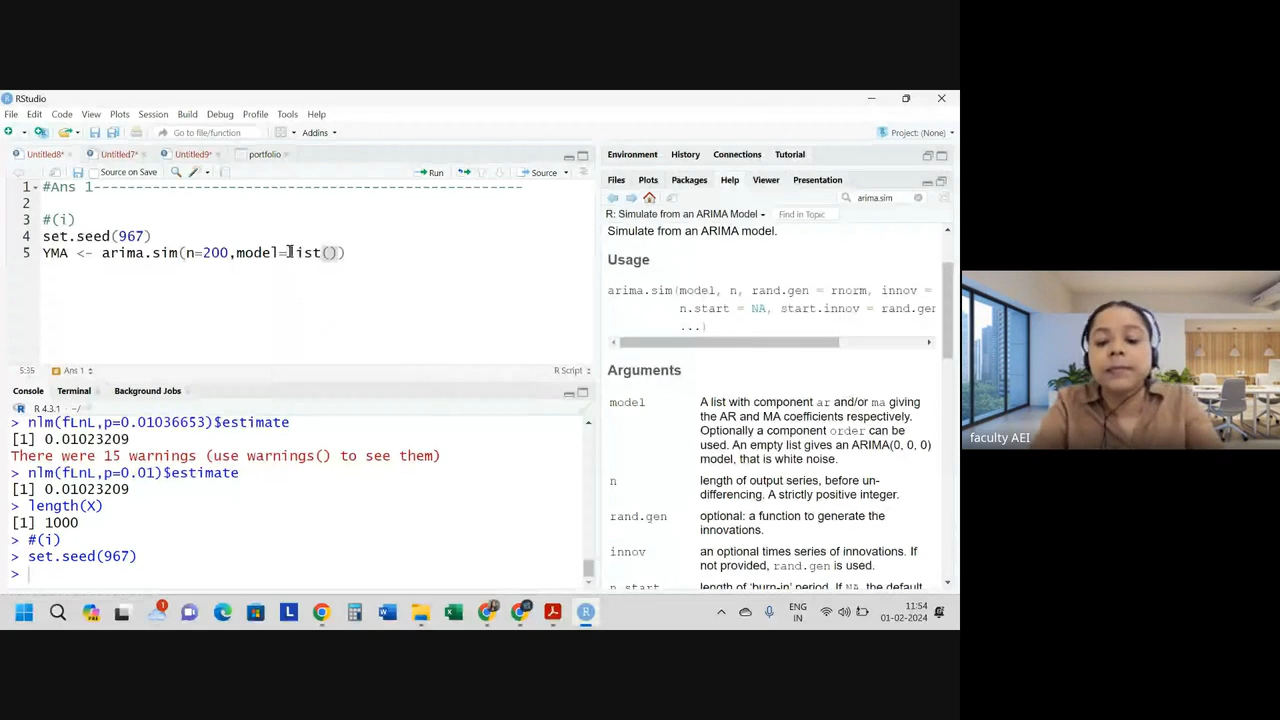 RStudio
File Edit Code View Plots Session Build Debug Profile Tools Help
Go to file/function Addins Project: (None)
Untitled8* Untitled7* Untitled9* portfolio
Source on Save Run Source
1 #Ans 1---------------------------------------------------
2
3 #(i)
4 set.seed(967)
5 YMA <- arima.sim(n=200,model=list())
5:35 Ans 1 R Script
Console Terminal Background Jobs
R 4.3.1 · ~/
> nlm(fLnL,p=0.01036653)$estimate
[1] 0.01023209
There were 15 warnings (use warnings() to see them)
> nlm(fLnL,p=0.01)$estimate
[1] 0.01023209
> length(X)
[1] 1000
> #(i)
> set.seed(967)
>
Environment History Connections Tutorial
Files Plots Packages Help Viewer Presentation
arima.sim
R: Simulate from an ARIMA Model Find in Topic
Simulate from an ARIMA model.
Usage
arima.sim(model, n, rand.gen = rnorm, innov =
n.start = NA, start.innov = rand.gen
...)
Arguments
model A list with component ar and/or ma giving
the AR and MA coefficients respectively.
Optionally a component order can be
used. An empty list gives an ARIMA(0, 0, 0)
model, that is white noise.
n length of output series, before un-
differencing. A strictly positive integer.
rand.gen optional: a function to generate the
innovations.
innov an optional times series of innovations. If
not provided, rand.gen is used.
n.start length of 'burn-in' period. If NA, the default
ENG
IN
11:54
01-02-2024
faculty AEI